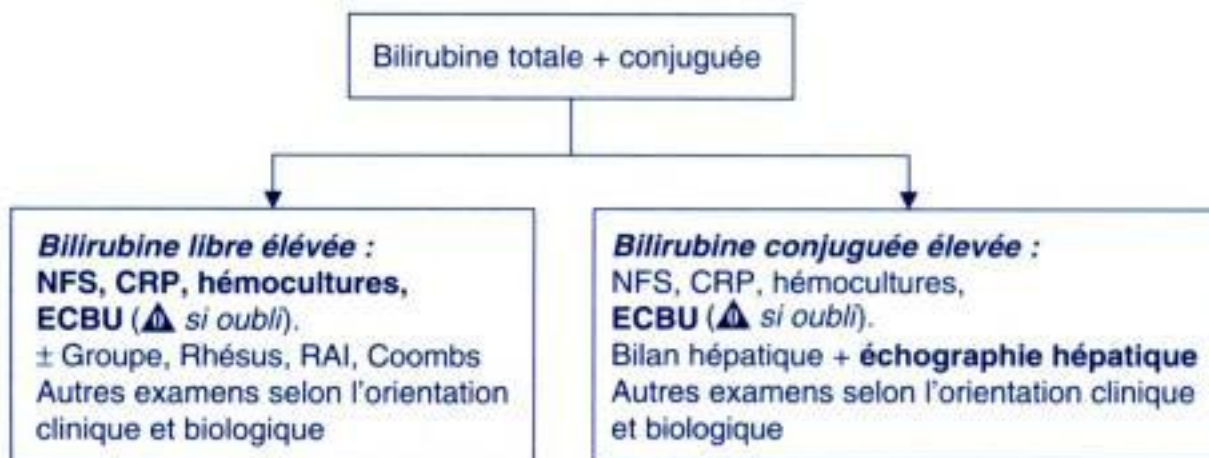 Bilirubine totale + conjuguée
Bilirubine libre élévée :
NFS, CRP, hémocultures,
ECBU (⚠ si oubli).
± Groupe, Rhésus, RAI, Coombs
Autres examens selon l'orientation
clinique et biologique
Bilirubine conjuguée élevée :
NFS, CRP, hémocultures,
ECBU (⚠ si oubli).
Bilan hépatique + échographie hépatique
Autres examens selon l'orientation clinique
et biologique